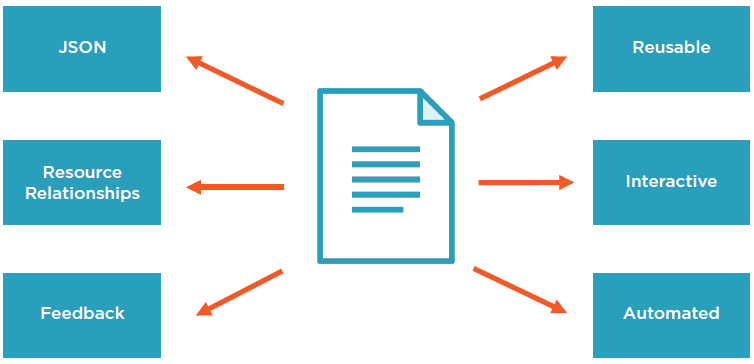 JSON
Reusable
Resource
Relationships
Interactive
Feedback
Automated